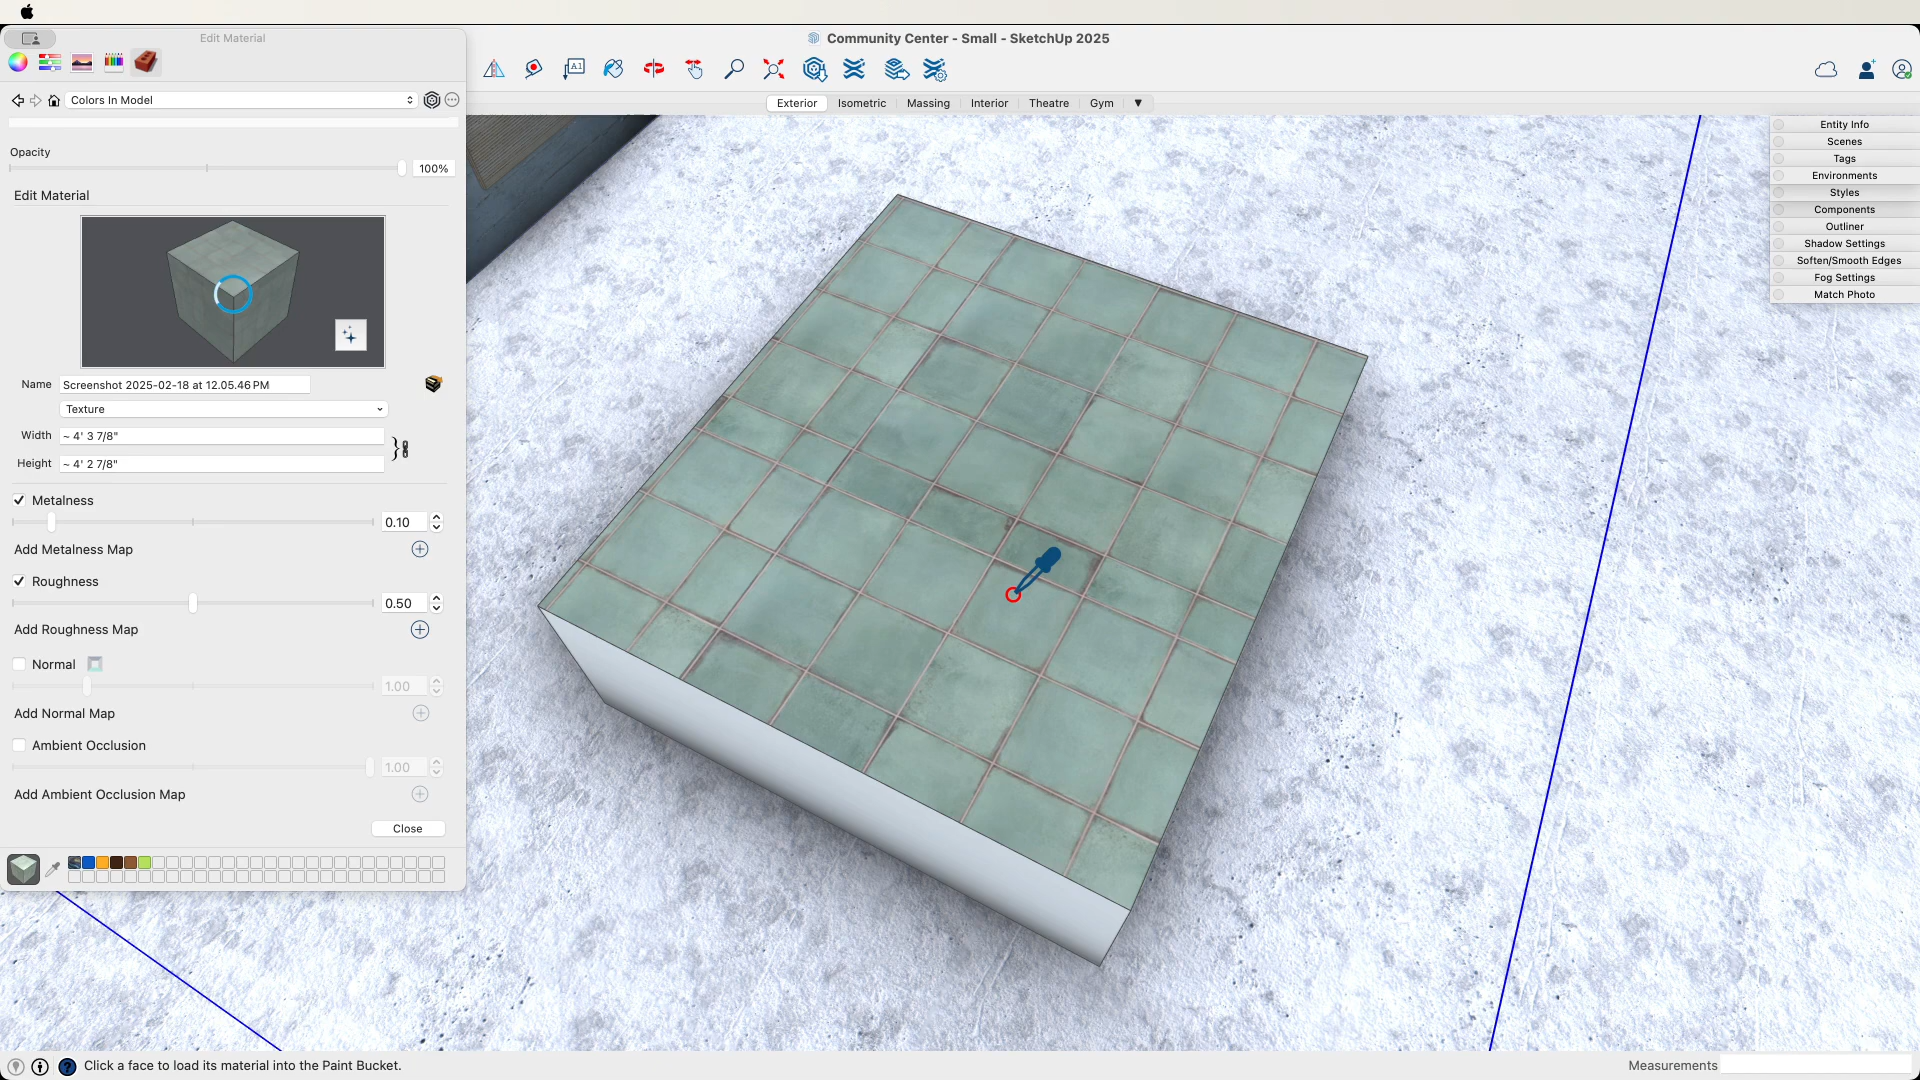 Edit Material
Community Center - Small - SketchUp 2025
A1
Colors In Model
Exterior
Isometric
Massing
Interior
Theatre
Gym
Opacity
100%
Edit Material
Name
Screenshot 2025-02-18 at 12.05.46 PM
Texture
Width
~ 4' 3 7/8"
Height
~ 4' 2 7/8"
Metalness
0.10
Add Metalness Map
Roughness
0.50
Add Roughness Map
Normal
1.00
Add Normal Map
Ambient Occlusion
1.00
Add Ambient Occlusion Map
Close
Entity Info
Scenes
Tags
Environments
Styles
Components
Outliner
Shadow Settings
Soften/Smooth Edges
Fog Settings
Match Photo
Click a face to load its material into the Paint Bucket.
Measurements